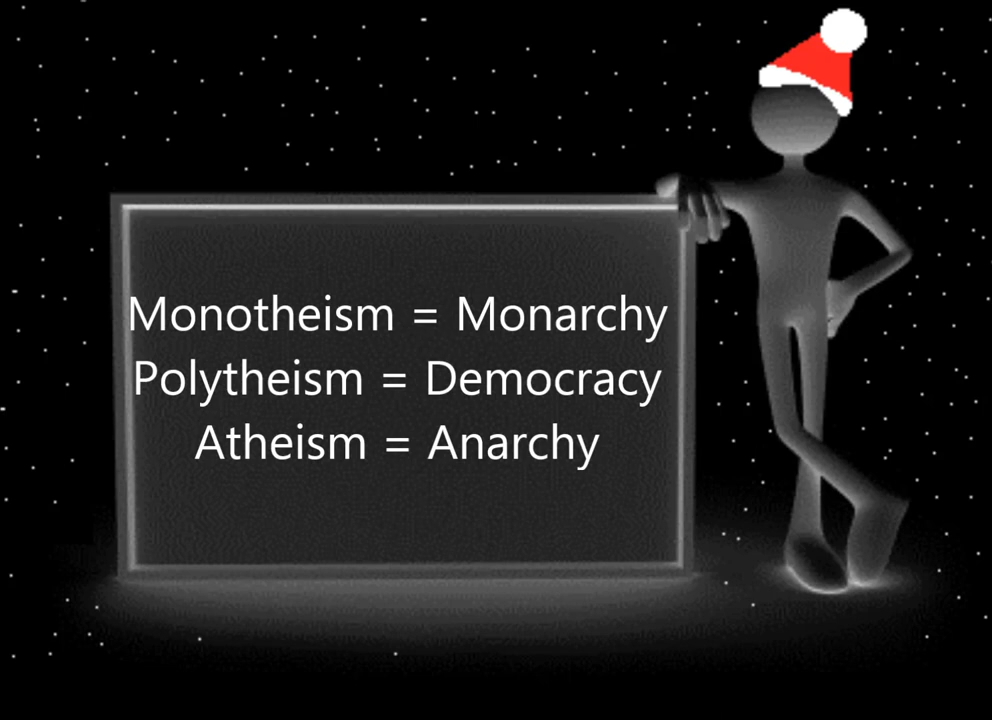 Monotheism = Monarchy
Polytheism = Democracy
Atheism = Anarchy